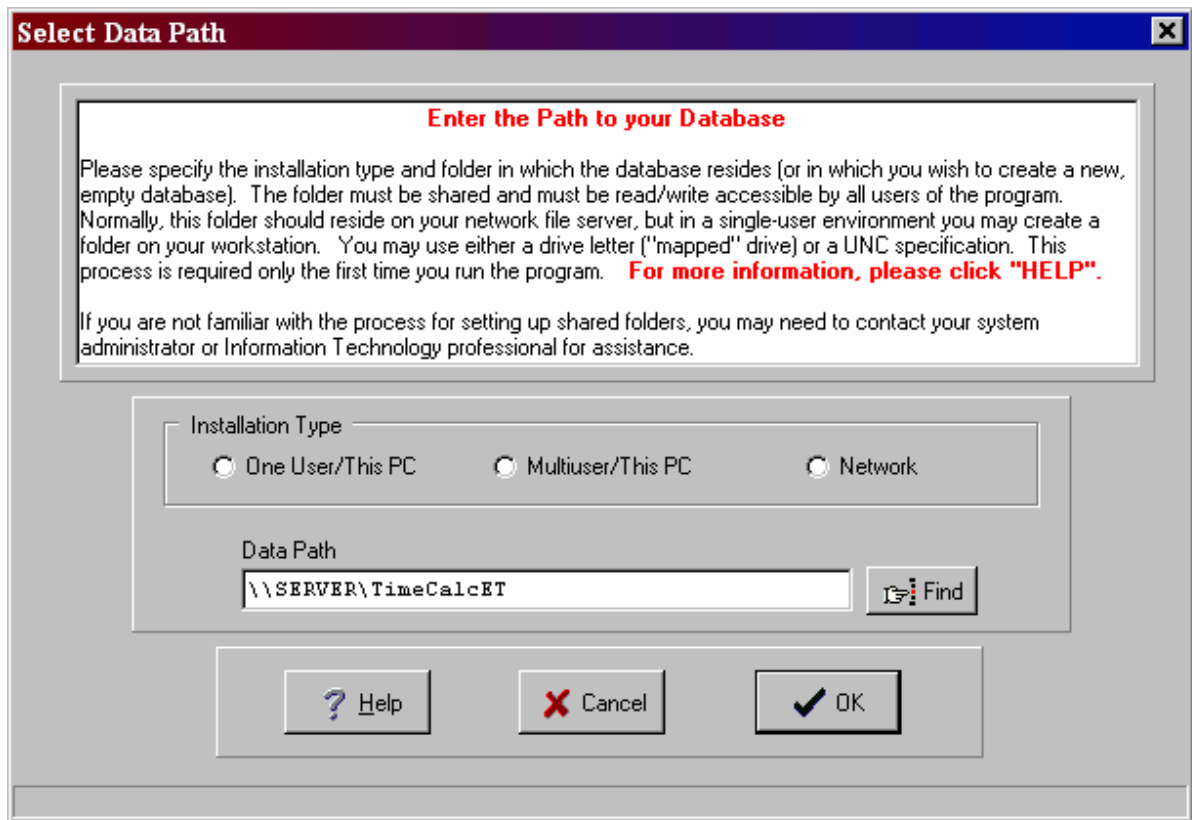 Select Data Path
Enter the Path to your Database
Please specify the installation type and folder in which the database resides (or in which you wish to create a new,
empty database).  The folder must be shared and must be read/write accessible by all users of the program.
Normally, this folder should reside on your network file server, but in a single-user environment you may create a
folder on your workstation.   You may use either a drive letter ("mapped" drive) or a UNC specification.  This
process is required only the first time you run the program.   For more information, please click "HELP".
If you are not familiar with the process for setting up shared folders, you may need to contact your system
administrator or Information Technology professional for assistance.
Installation Type
One User/This PC Multiuser/This PC Network
Data Path
\\SERVER\TimeCalcET Find
Help Cancel OK